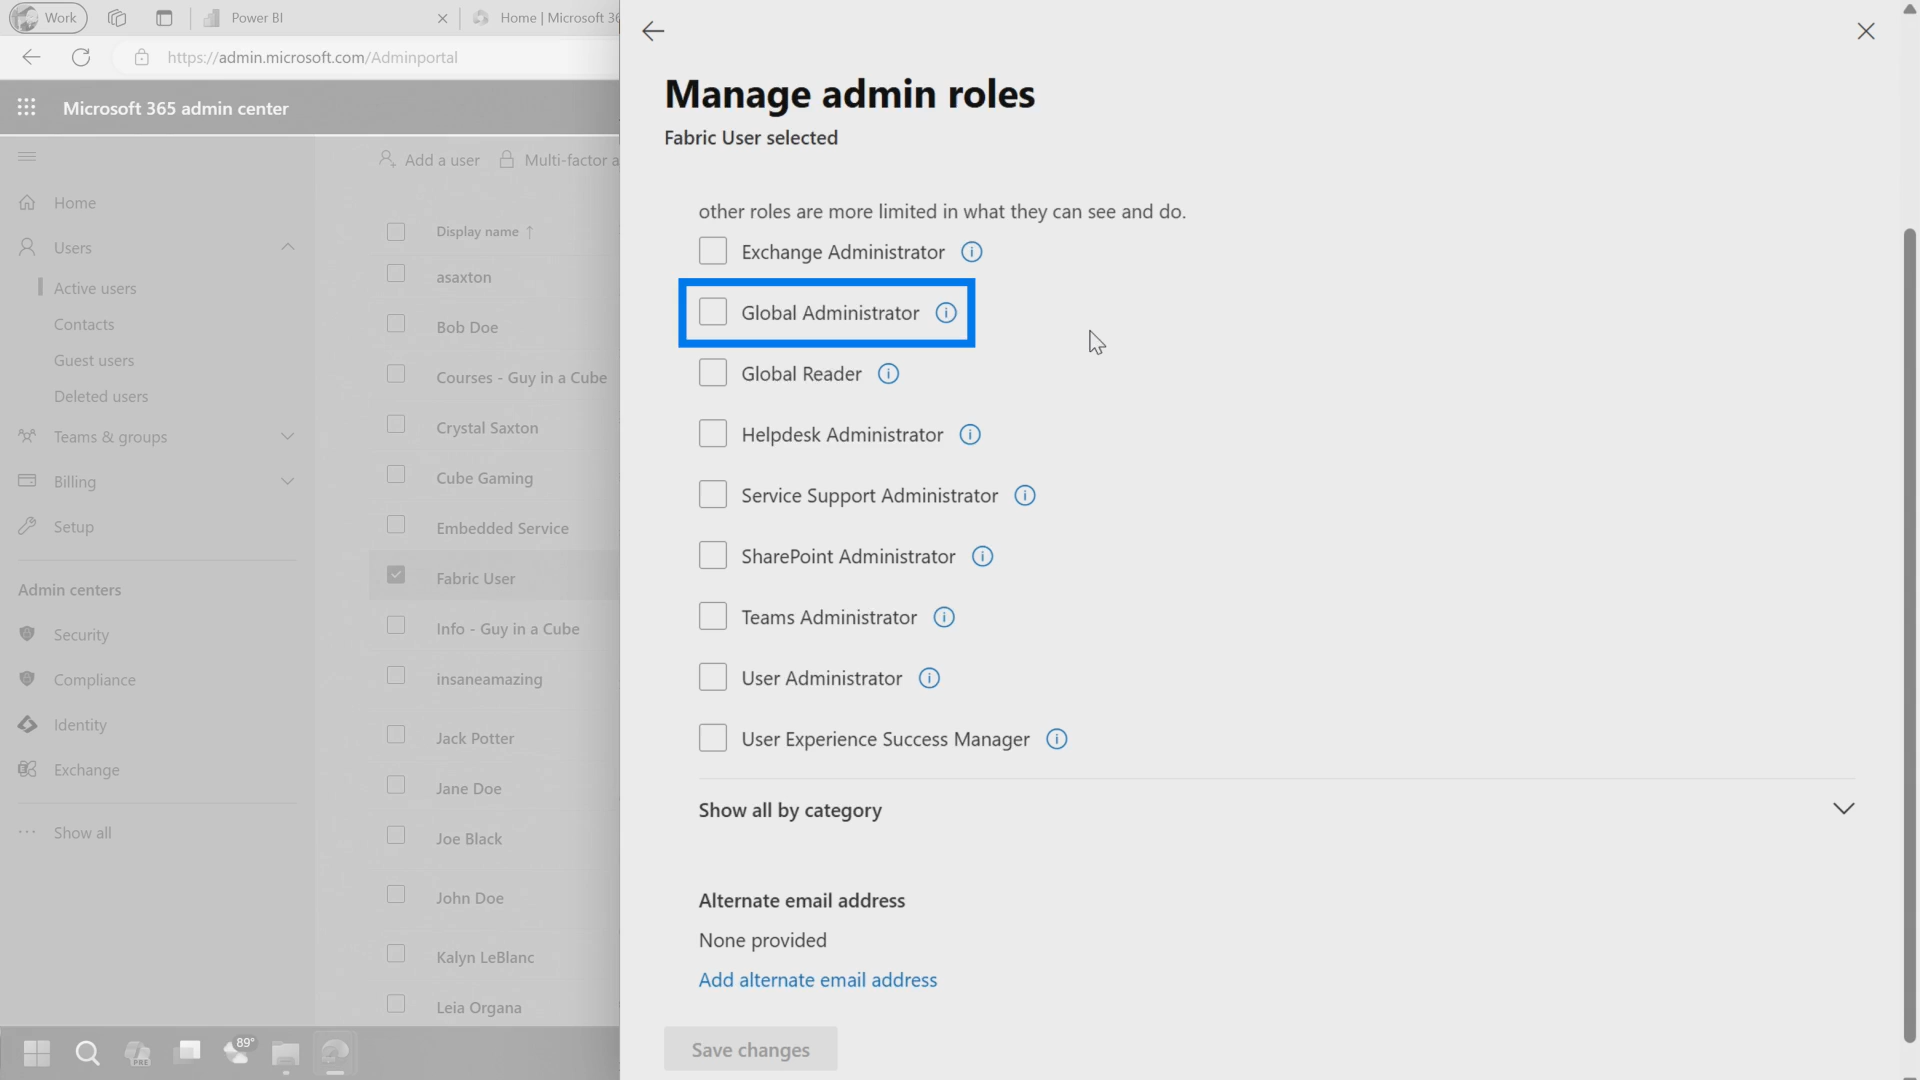 Work
Power BI
Home | Microsoft 36
https://admin.microsoft.com/Adminportal
Microsoft 365 admin center
Home
Users
Active users
Contacts
Guest users
Deleted users
Teams & groups
Billing
Setup
Admin centers
Security
Compliance
Identity
Exchange
Show all
Add a user
Multi-factor a
Display name ↑
asaxton
Bob Doe
Courses - Guy in a Cube
Crystal Saxton
Cube Gaming
Embedded Service
Fabric User
Info - Guy in a Cube
insaneamazing
Jack Potter
Jane Doe
Joe Black
John Doe
Kalyn LeBlanc
Leia Organa
Manage admin roles
Fabric User selected
other roles are more limited in what they can see and do.
Exchange Administrator
Global Administrator
Global Reader
Helpdesk Administrator
Service Support Administrator
SharePoint Administrator
Teams Administrator
User Administrator
User Experience Success Manager
Show all by category
Alternate email address
None provided
Add alternate email address
Save changes
PRE
89°